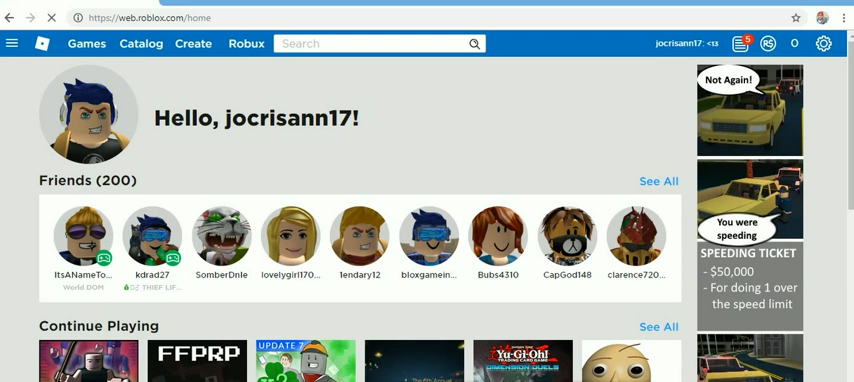 https://web.roblox.com/home
Games Catalog Create Robux Search
jocrisann17: <13 5 R$ 0
Hello, jocrisann17!
Friends (200)
See All
ItsANameTo... kdrad27 SomberDnIe lovelygirl170... 1endary12 bloxgamein... Bubs4310 CapGod148 clarence720...
World DOM THIEF LIF...
Continue Playing
See All
UPDATE 7
FFPRP
Yu-Gi-Oh!
TRADING CARD GAME
DIMENSION DUELS
Not Again!
You were
speeding
SPEEDING TICKET
- $50,000
- For doing 1 over
the speed limit